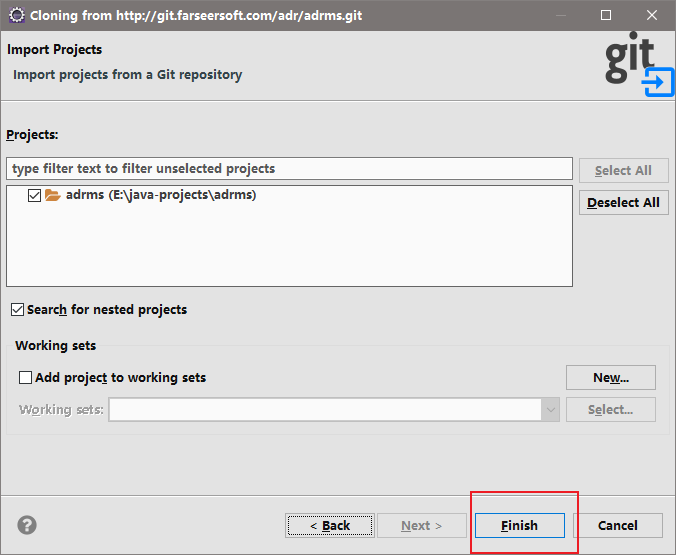 Cloning from http://git.farseersoft.com/adr/adrms.git
Import Projects
Import projects from a Git repository
git
Projects:
type filter text to filter unselected projects
Select All
adrms (E:\java-projects\adrms)
Deselect All
Search for nested projects
Working sets
Add project to working sets
New...
Working sets:
Select...
?
< Back
Next >
Finish
Cancel